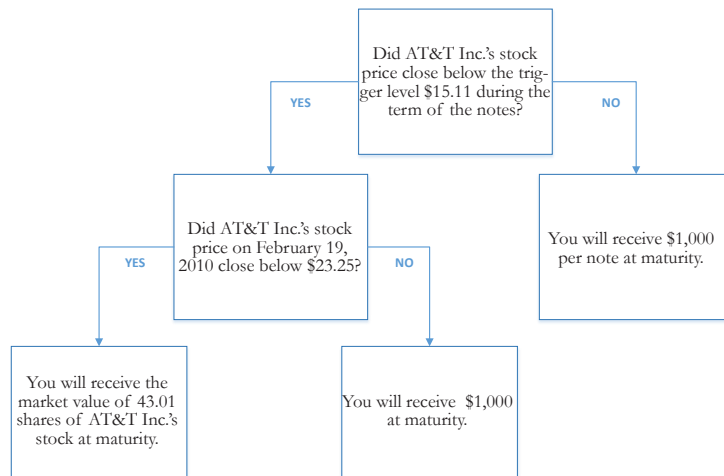 Did AT&T Inc.'s stock
price close below the trig-
ger level $15.11 during the
term of the notes?
YES
NO
Did AT&T Inc.'s stock
price on February 19,
2010 close below $23.25?
You will receive $1,000
per note at maturity.
YES
NO
You will receive the
market value of 43.01
shares of AT&T Inc.'s
stock at maturity.
You will receive $1,000
at maturity.